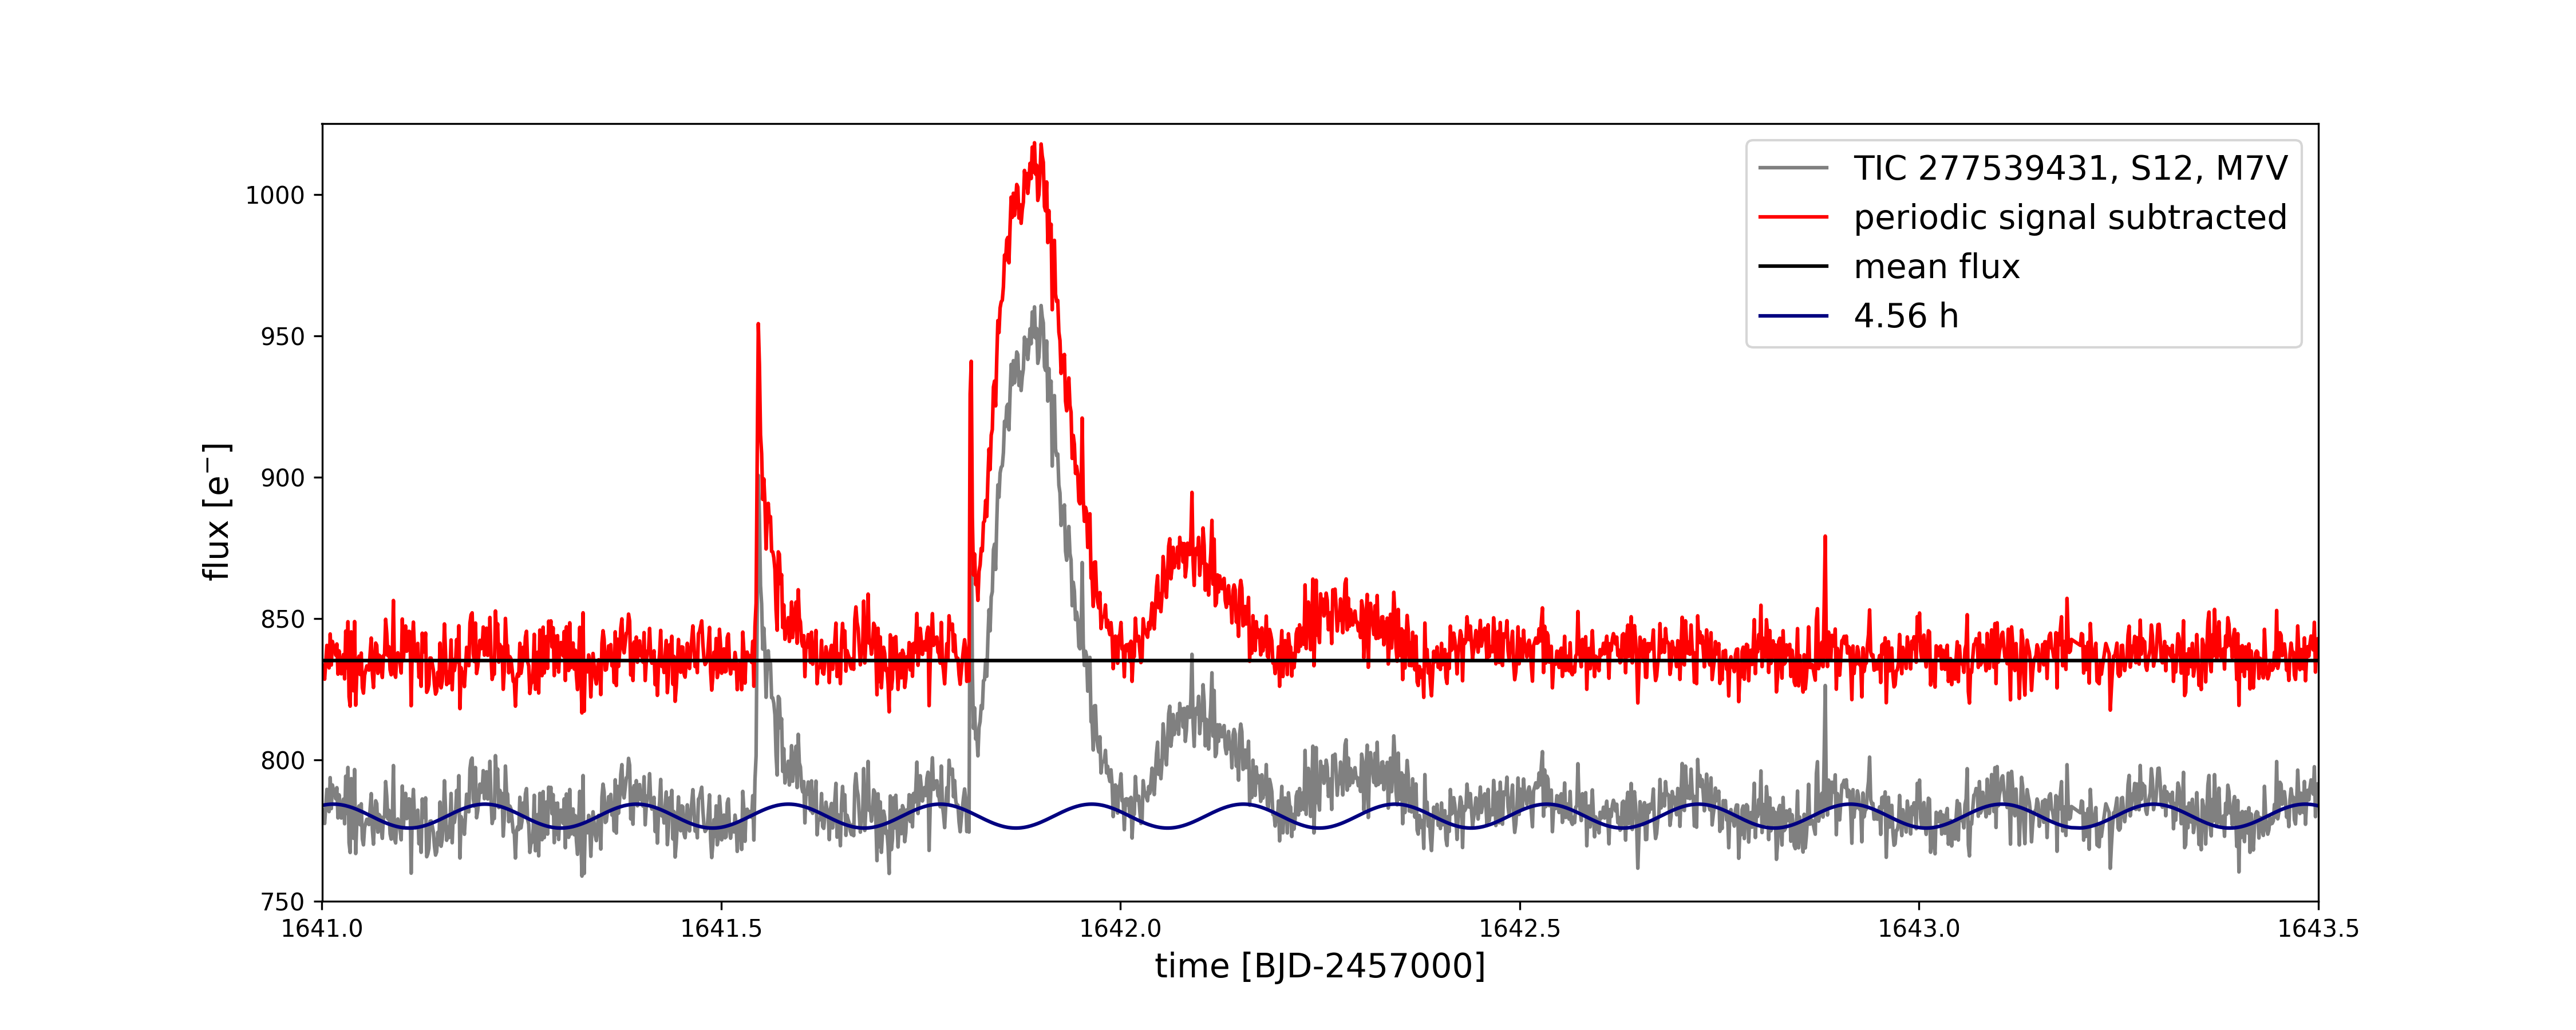 TIC 277539431, S12, M7V
periodic signal subtracted
mean flux
4.56 h
flux [e⁻]
1000
950
900
850
800
750
1641.0 1641.5 1642.0 1642.5 1643.0 1643.5
time [BJD-2457000]